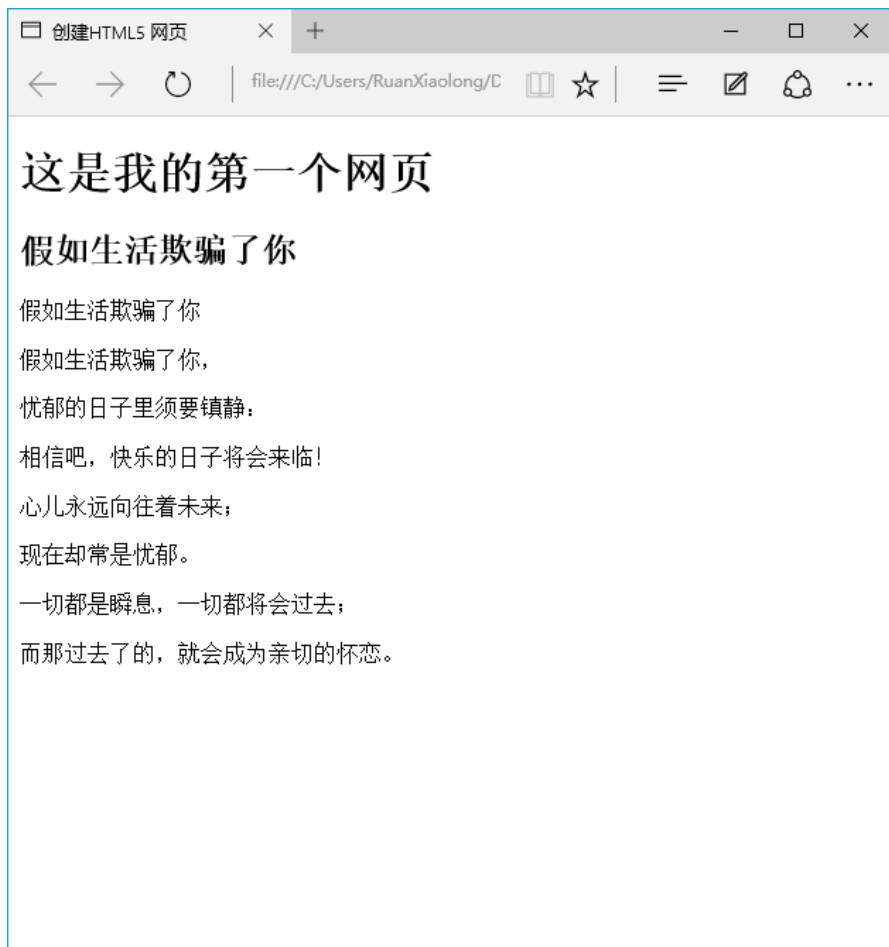 创建HTML5 网页
file:///C:/Users/RuanXiaolong/D
这是我的第一个网页
假如生活欺骗了你
假如生活欺骗了你
假如生活欺骗了你，
忧郁的日子里须要镇静：
相信吧，快乐的日子将会来临！
心儿永远向往着未来；
现在却常是忧郁。
一切都是瞬息，一切都将会过去；
而那过去了的，就会成为亲切的怀恋。